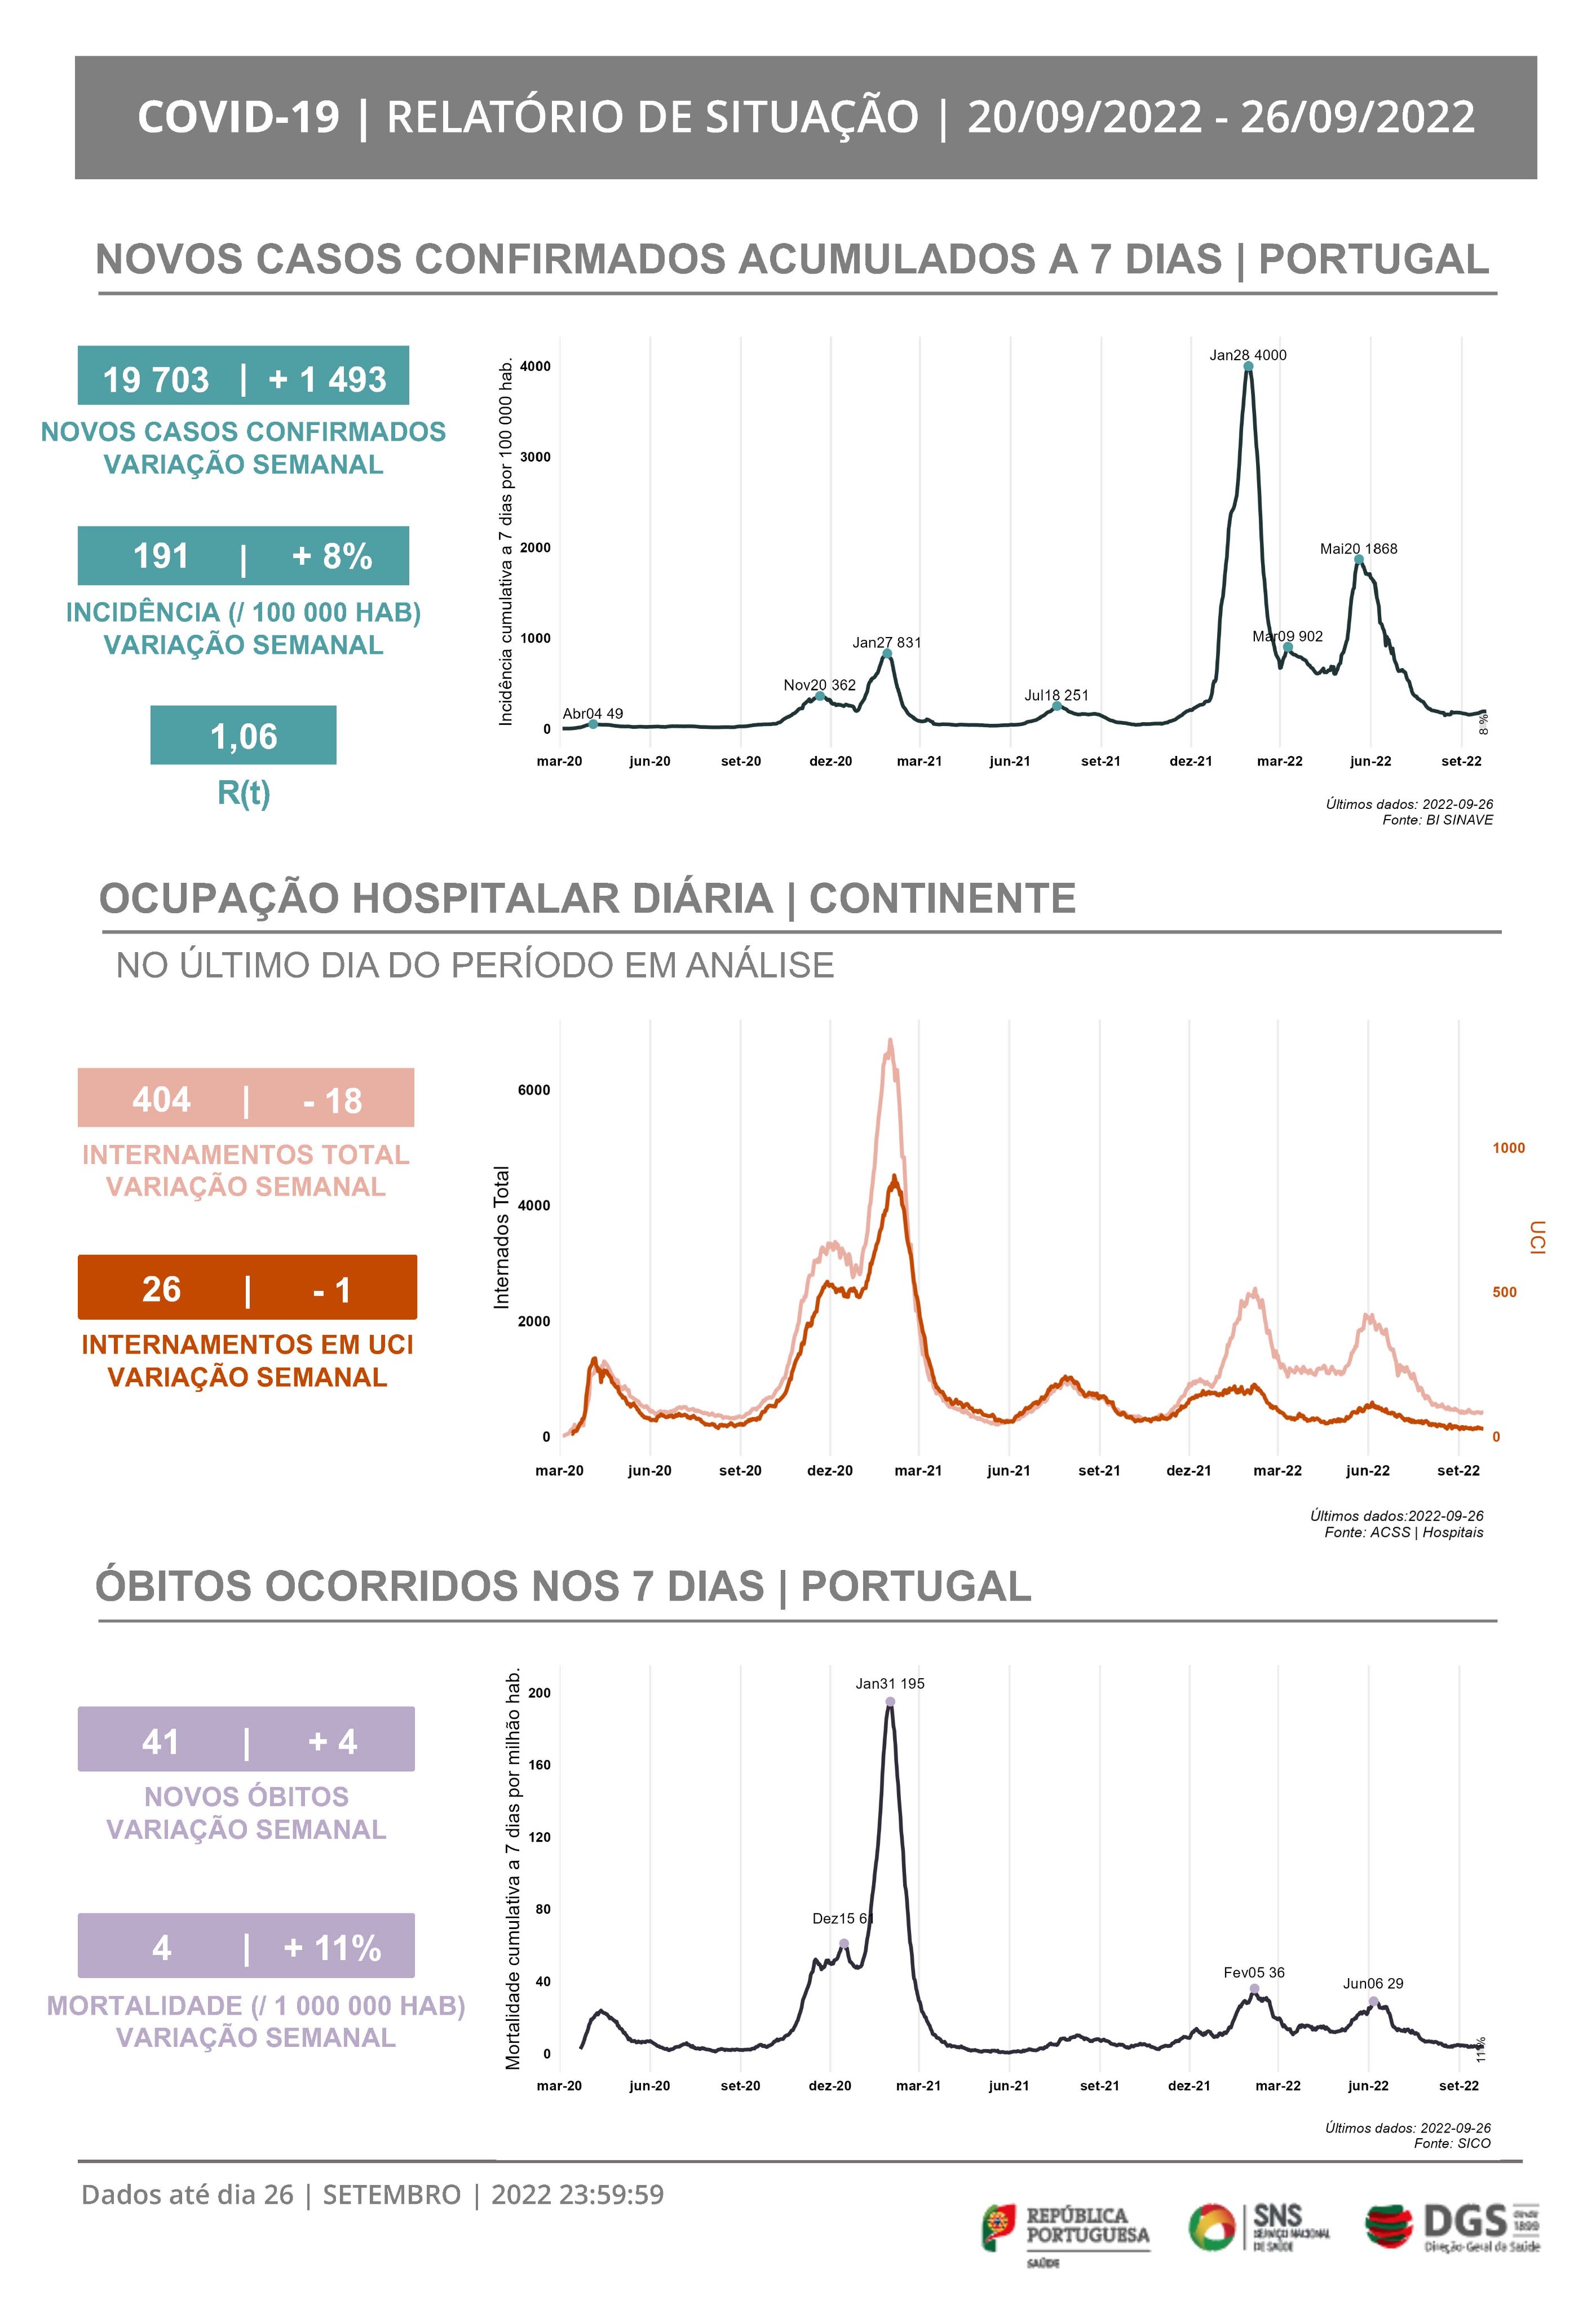 COVID-19 | RELATÓRIO DE SITUAÇÃO | 20/09/2022 - 26/09/2022
NOVOS CASOS CONFIRMADOS ACUMULADOS A 7 DIAS | PORTUGAL
19 703 | + 1 493
NOVOS CASOS CONFIRMADOS
VARIAÇÃO SEMANAL
191 | + 8%
INCIDÊNCIA (/ 100 000 HAB)
VARIAÇÃO SEMANAL
1,06
R(t)
Incidência cumulativa a 7 dias por 100 000 hab.
4000
3000
2000
1000
0
Abr04 49
Nov20 362
Jan27 831
Jul18 251
Jan28 4000
Mar09 902
Mai20 1868
8 %
mar-20 jun-20 set-20 dez-20 mar-21 jun-21 set-21 dez-21 mar-22 jun-22 set-22
Últimos dados: 2022-09-26
Fonte: BI SINAVE
OCUPAÇÃO HOSPITALAR DIÁRIA | CONTINENTE
NO ÚLTIMO DIA DO PERÍODO EM ANÁLISE
404 | - 18
INTERNAMENTOS TOTAL
VARIAÇÃO SEMANAL
26 | - 1
INTERNAMENTOS EM UCI
VARIAÇÃO SEMANAL
Internados Total
6000
4000
2000
0
1000
500
0
UCI
mar-20 jun-20 set-20 dez-20 mar-21 jun-21 set-21 dez-21 mar-22 jun-22 set-22
Últimos dados:2022-09-26
Fonte: ACSS | Hospitais
ÓBITOS OCORRIDOS NOS 7 DIAS | PORTUGAL
41 | + 4
NOVOS ÓBITOS
VARIAÇÃO SEMANAL
4 | + 11%
MORTALIDADE (/ 1 000 000 HAB)
VARIAÇÃO SEMANAL
Mortalidade cumulativa a 7 dias por milhão hab.
200
160
120
80
40
0
Dez15 61
Jan31 195
Fev05 36
Jun06 29
11%
mar-20 jun-20 set-20 dez-20 mar-21 jun-21 set-21 dez-21 mar-22 jun-22 set-22
Últimos dados: 2022-09-26
Fonte: SICO
Dados até dia 26 | SETEMBRO | 2022 23:59:59
REPÚBLICA
PORTUGUESA
SAÚDE
SNS
SERVIÇO NACIONAL
DE SAÚDE
DGS
desde
1899
Direção-Geral da Saúde